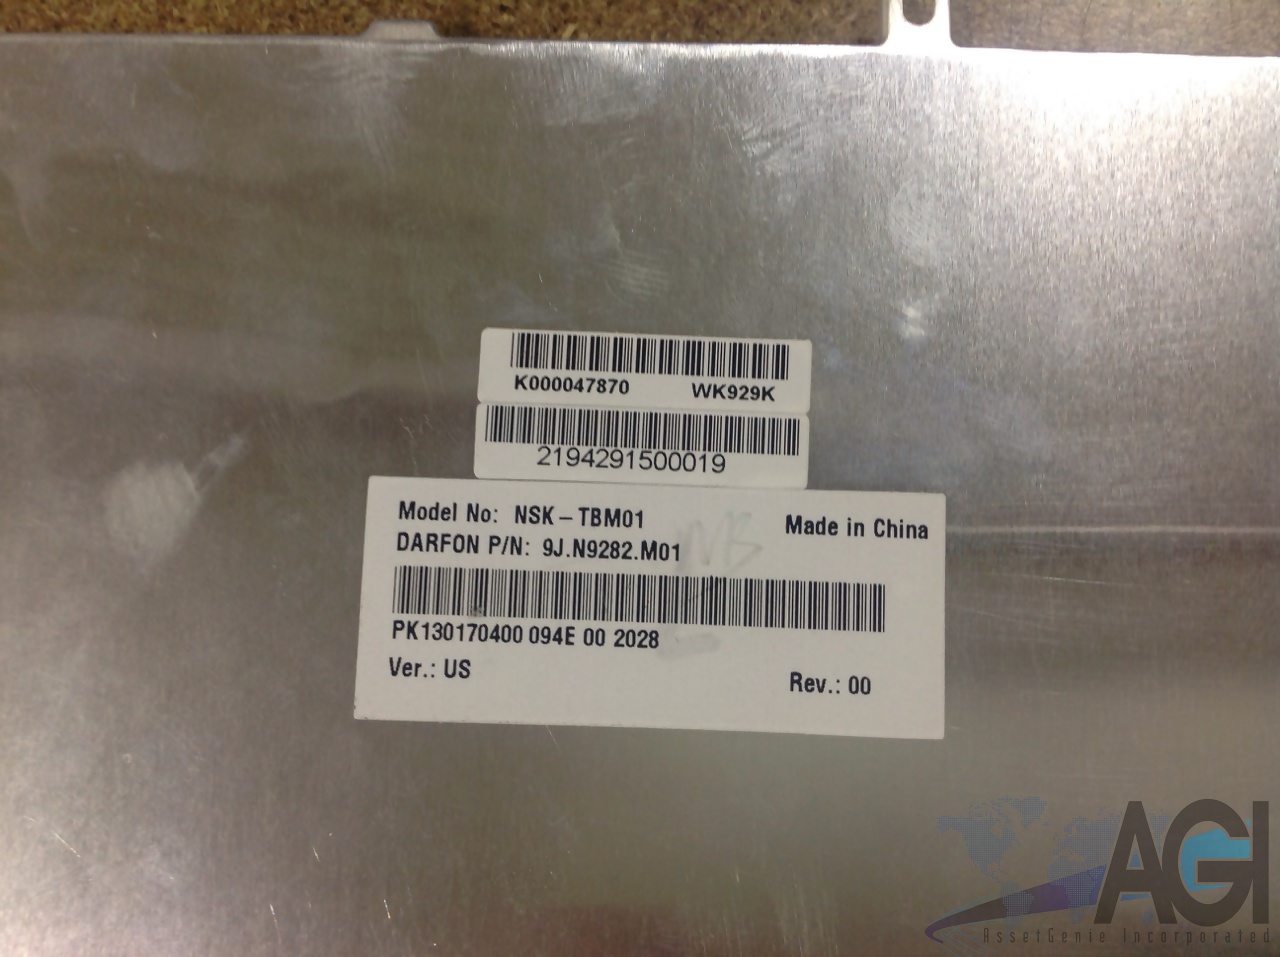 K000047870 WK929K
2194291500019
Model No: NSK-TBM01 Made in China
DARFON P/N: 9J.N9282.M01
PK130170400 094E 00 2028
Ver.: US Rev.: 00
AGI
AssetGenie Incorporated